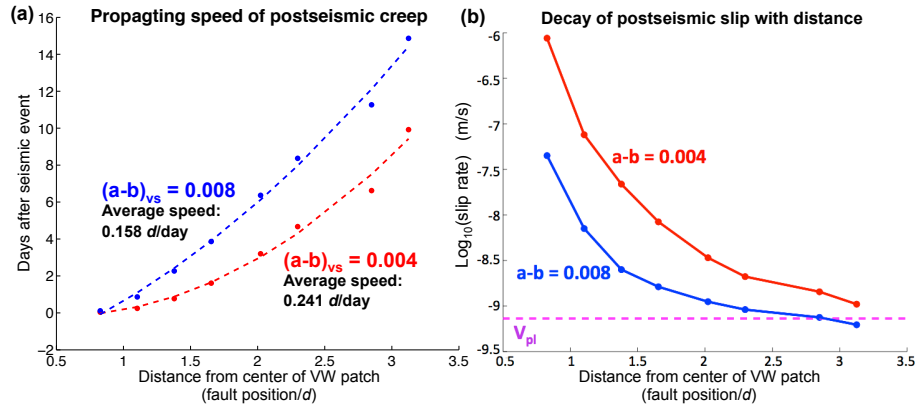 (a)
Propagting speed of postseismic creep
Days after seismic event
16
14
12
10
8
6
4
2
0
−2
0.5
1
1.5
2
2.5
3
3.5
(a-b)vs = 0.008
Average speed:
0.158 d/day
(a-b)vs = 0.004
Average speed:
0.241 d/day
Distance from center of VW patch
(fault position/d)
(b)
Decay of postseismic slip with distance
Log10(slip rate) (m/s)
-6
-6.5
-7
-7.5
-8
-8.5
-9
-9.5
0.5
1
1.5
2
2.5
3
3.5
a-b = 0.004
a-b = 0.008
Vpl
Distance from center of VW patch
(fault position/d)